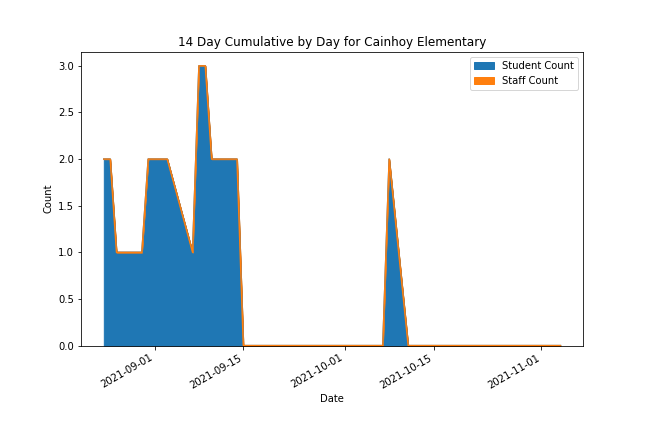 14 Day Cumulative by Day for Cainhoy Elementary
Student Count
Staff Count
3.0
2.5
2.0
1.5
1.0
0.5
0.0
Count
2021-09-01
2021-09-15
2021-10-01
2021-10-15
2021-11-01
Date